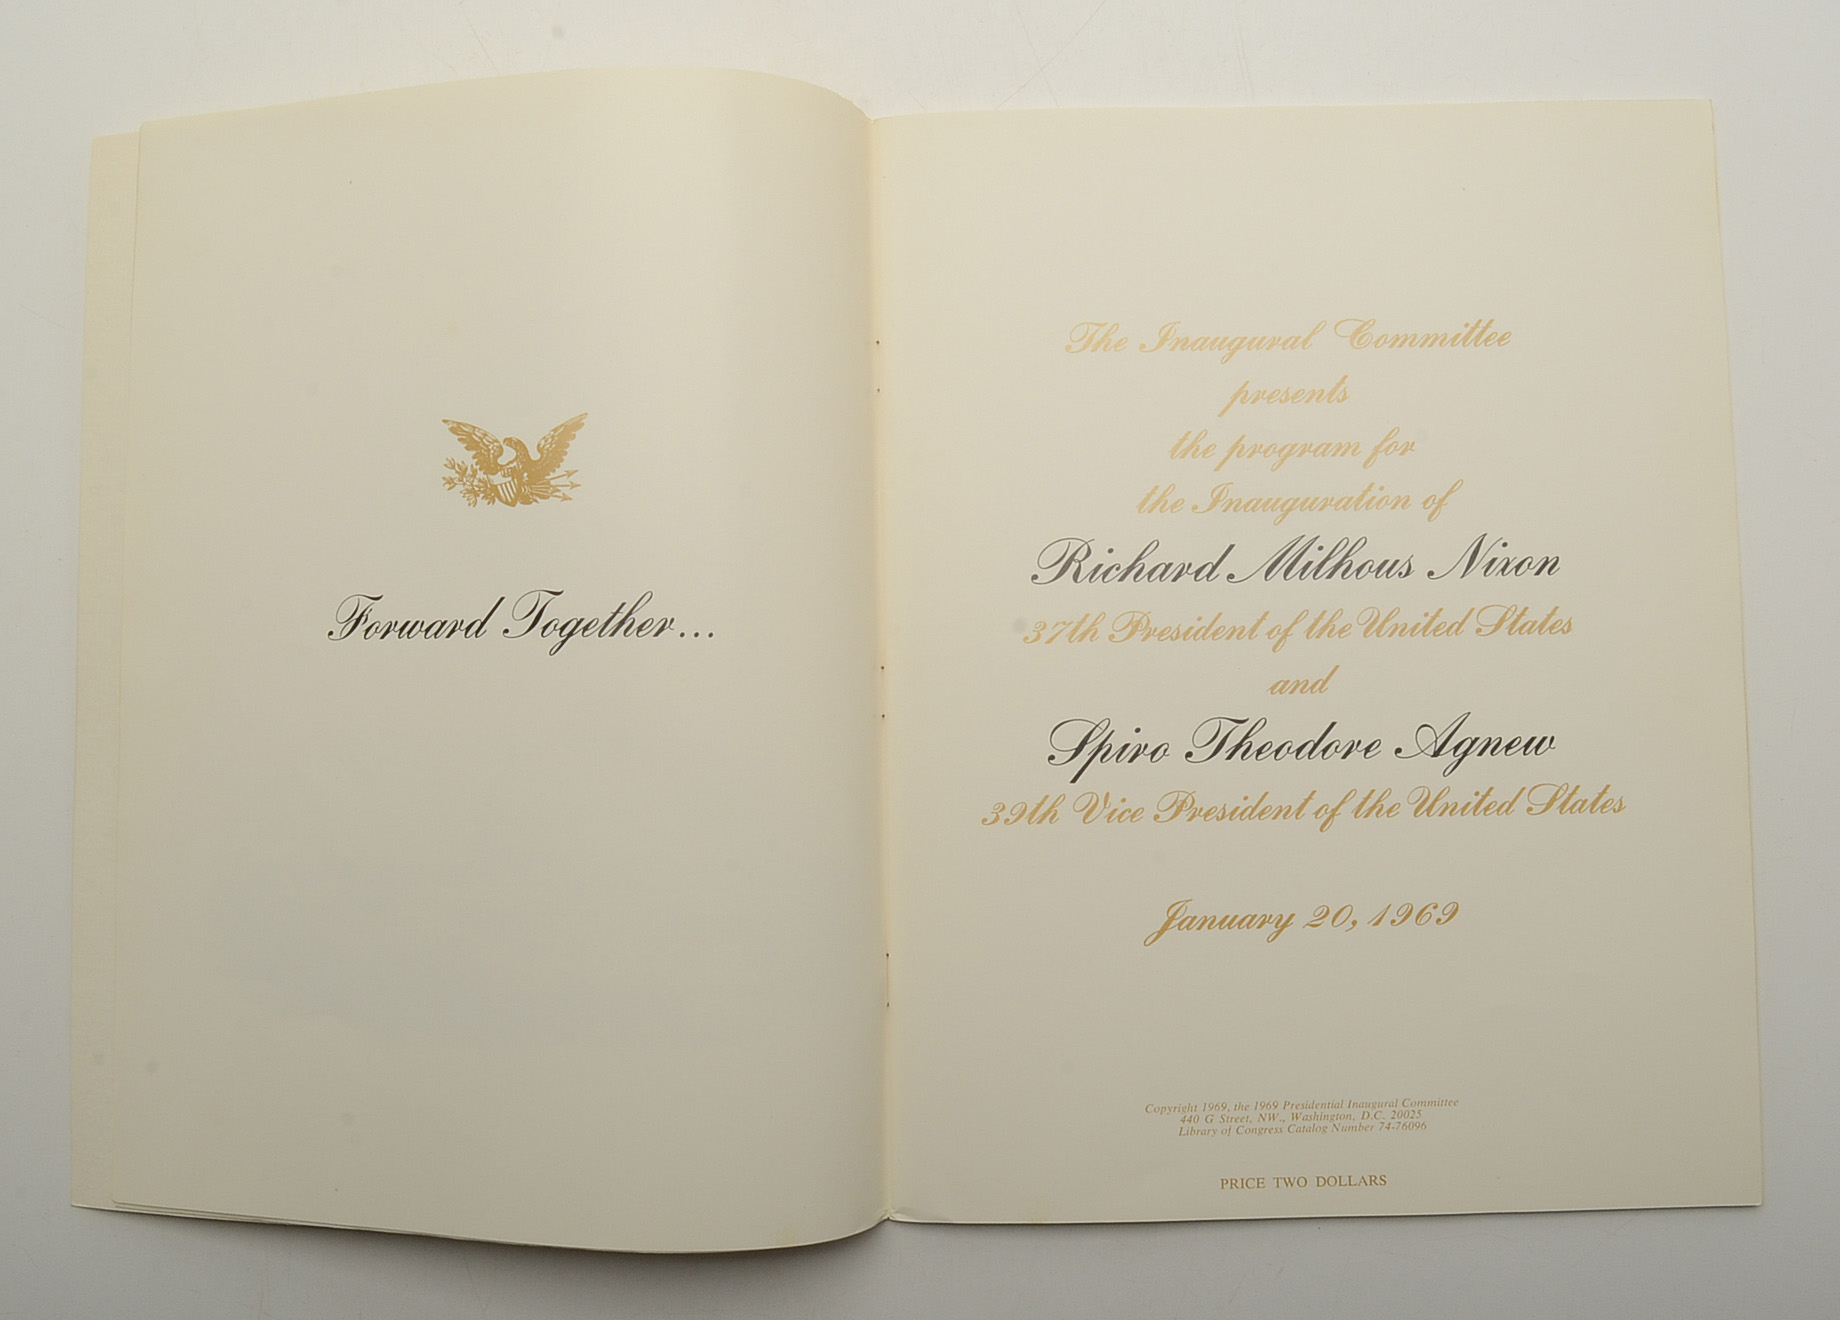 Forward Together...
The Inaugural Committee
presents
the program for
the Inauguration of
Richard Milhous Nixon
37th President of the United States
and
Spiro Theodore Agnew
39th Vice President of the United States
January 20, 1969
Copyright 1969, the 1969 Presidential Inaugural Committee
440 G Street, NW., Washington, D.C. 20025
Library of Congress Catalog Number 74-76096
PRICE TWO DOLLARS